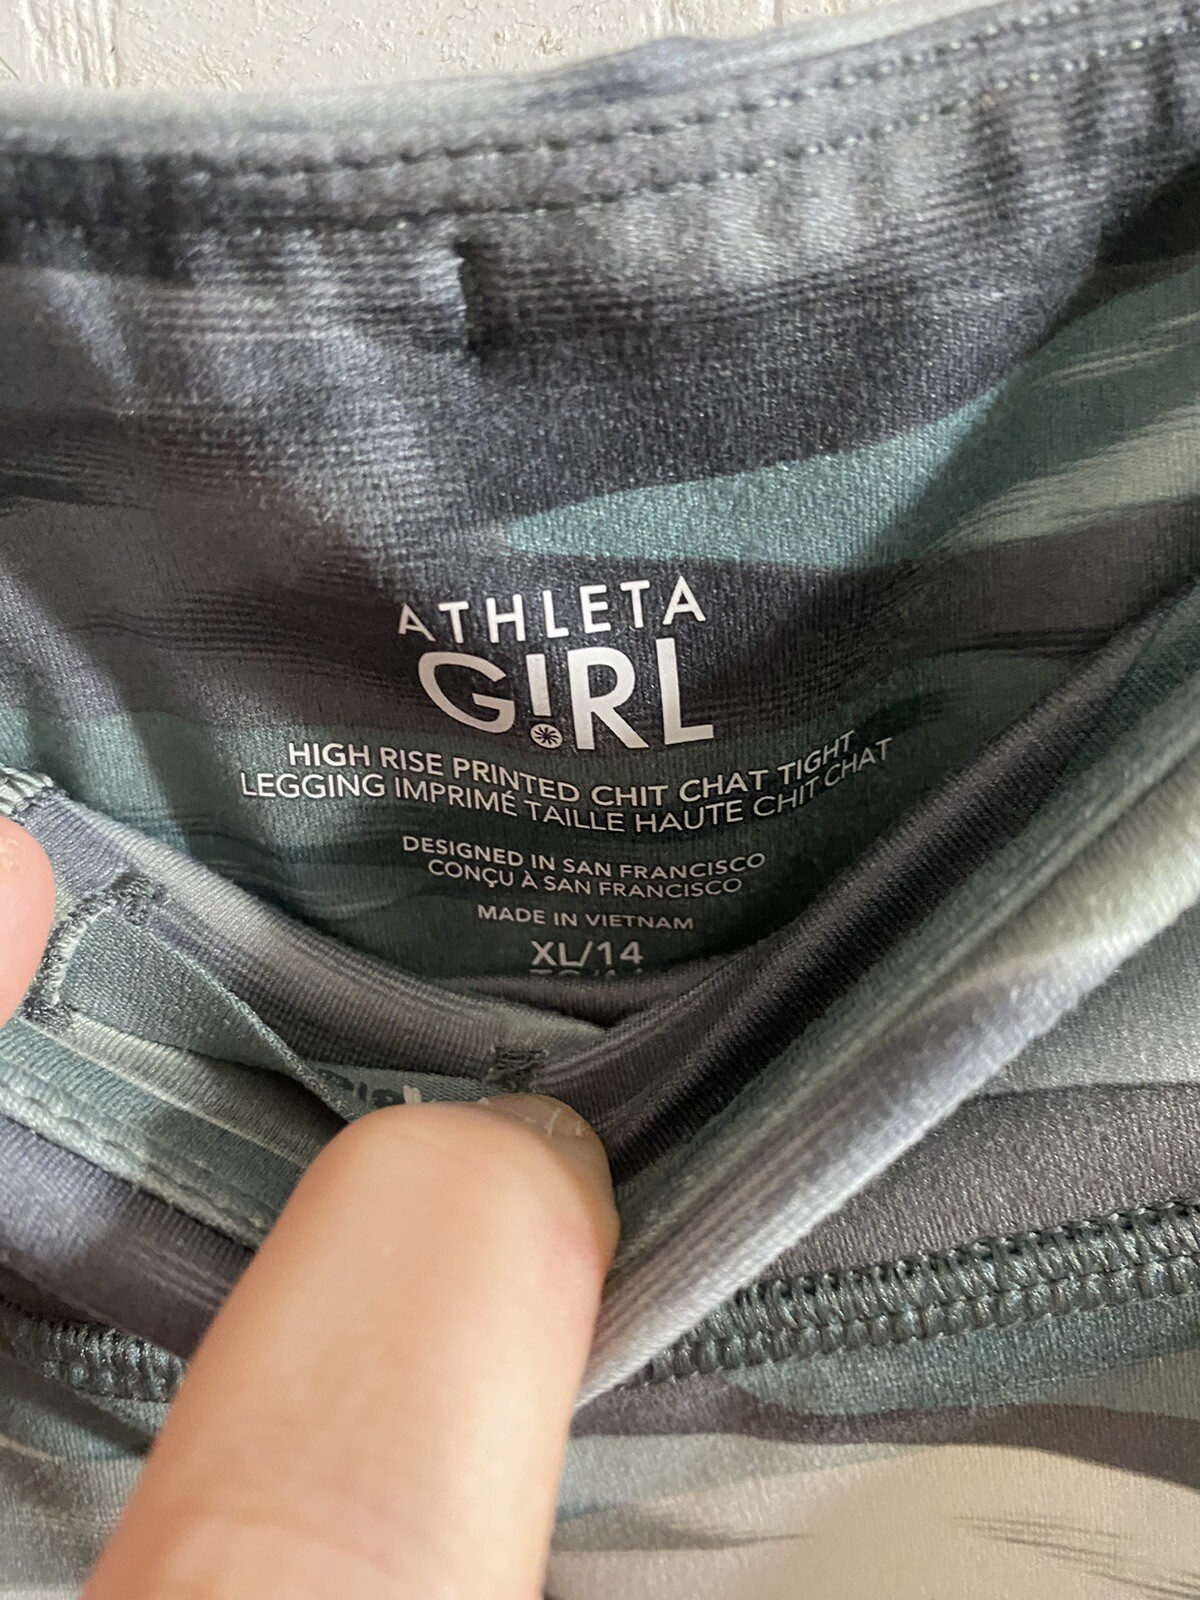 ATHLETA
G!RL
HIGH RISE PRINTED CHIT CHAT TIGHT
LEGGING IMPRIMÉ TAILLE HAUTE CHIT CHAT
DESIGNED IN SAN FRANCISCO
CONÇU À SAN FRANCISCO
MADE IN VIETNAM
XL/14